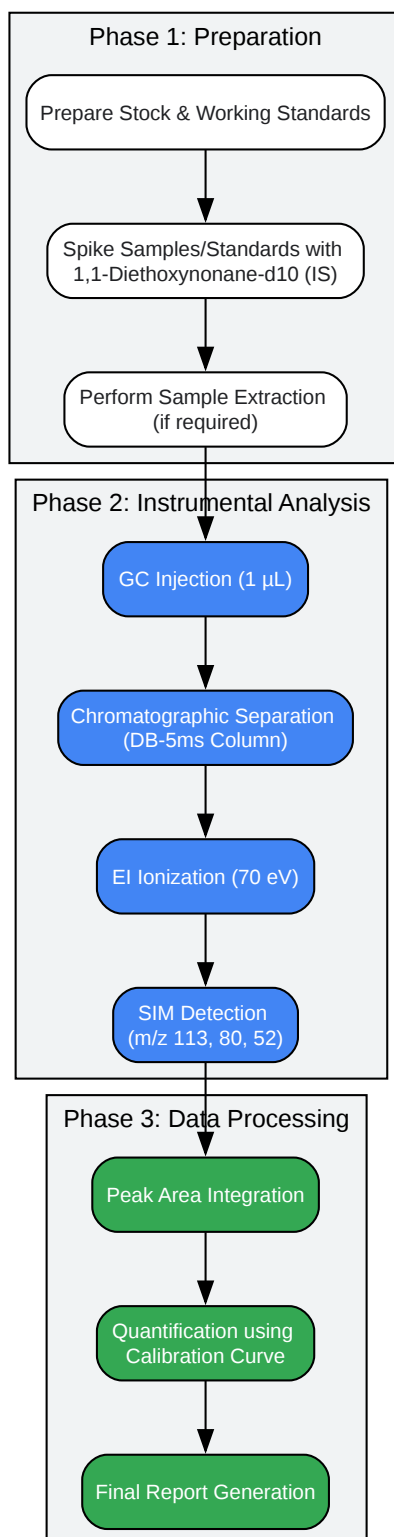 Phase 1: Preparation
Prepare Stock & Working Standards
Spike Samples/Standards with
1,1-Diethoxynonane-d10 (IS)
Perform Sample Extraction
(if required)
Phase 2: Instrumental Analysis
GC Injection (1 µL)
Chromatographic Separation
(DB-5ms Column)
EI Ionization (70 eV)
SIM Detection
(m/z 113, 80, 52)
Phase 3: Data Processing
Peak Area Integration
Quantification using
Calibration Curve
Final Report Generation